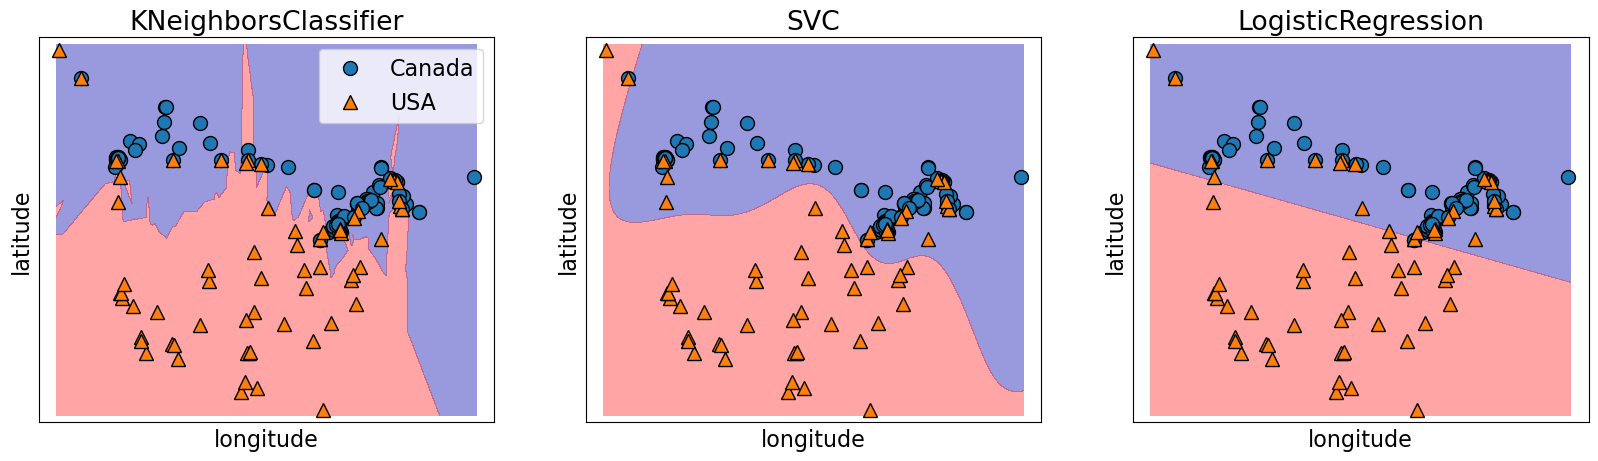 KNeighborsClassifier
Canada
USA
latitude
longitude
SVC
latitude
longitude
LogisticRegression
latitude
longitude